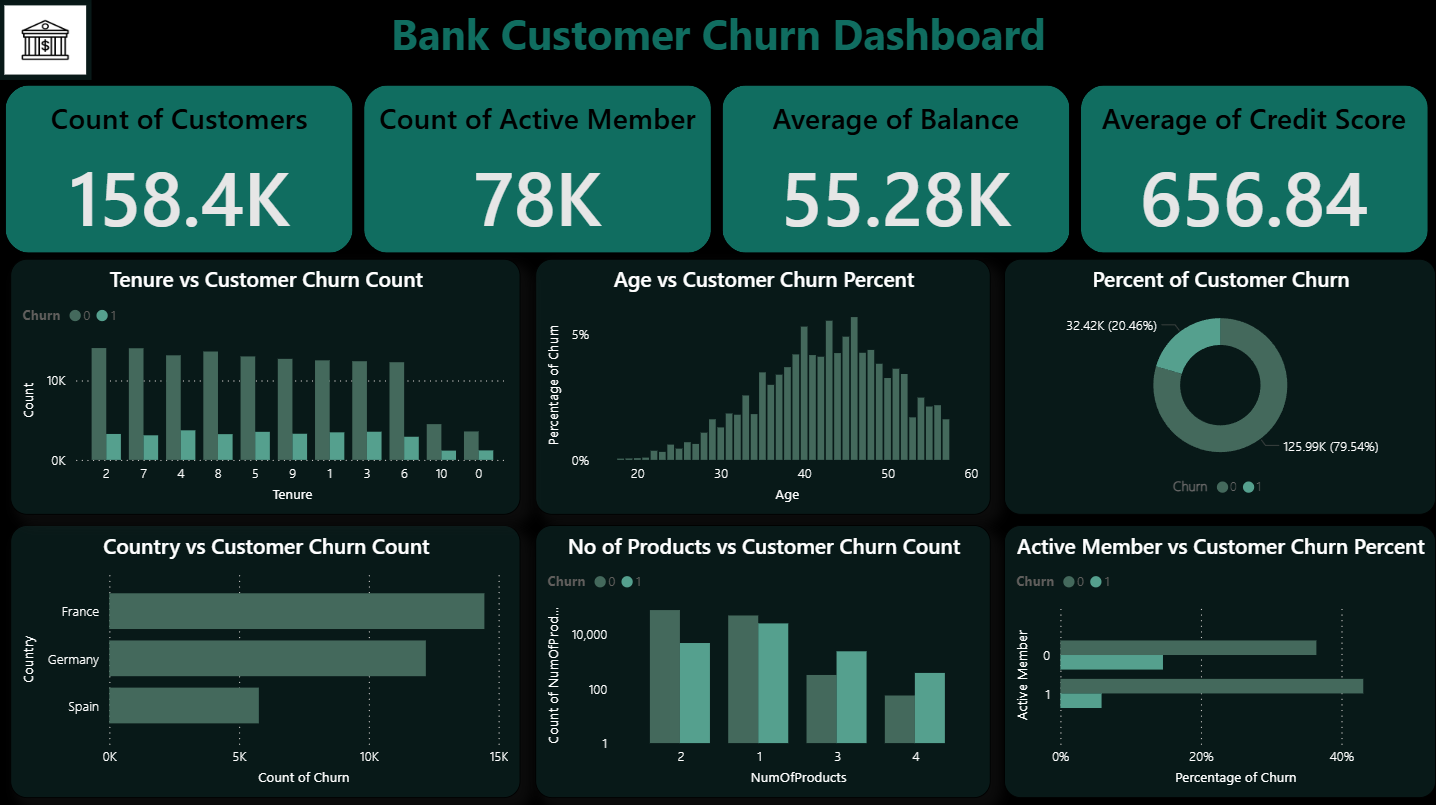 $
Bank Customer Churn Dashboard
Count of Customers
158.4K
Count of Active Member
78K
Average of Balance
55.28K
Average of Credit Score
656.84
Tenure vs Customer Churn Count
Churn 0 1
Count
10K
0K
2 7 4 8 5 9 1 3 6 10 0
Tenure
Age vs Customer Churn Percent
Percentage of Churn
5%
0%
20 30 40 50 60
Age
Percent of Customer Churn
32.42K (20.46%)
125.99K (79.54%)
Churn 0 1
Country vs Customer Churn Count
Country
France
Germany
Spain
0K 5K 10K 15K
Count of Churn
No of Products vs Customer Churn Count
Churn 0 1
Count of NumOfProd...
10,000
100
1
2 1 3 4
NumOfProducts
Active Member vs Customer Churn Percent
Churn 0 1
Active Member
0
1
0% 20% 40%
Percentage of Churn